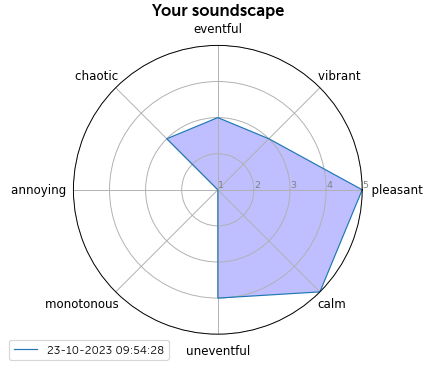 Your soundscape
eventful
chaotic
vibrant
annoying
1 2 3 4 5
pleasant
monotonous
calm
uneventful
23-10-2023 09:54:28